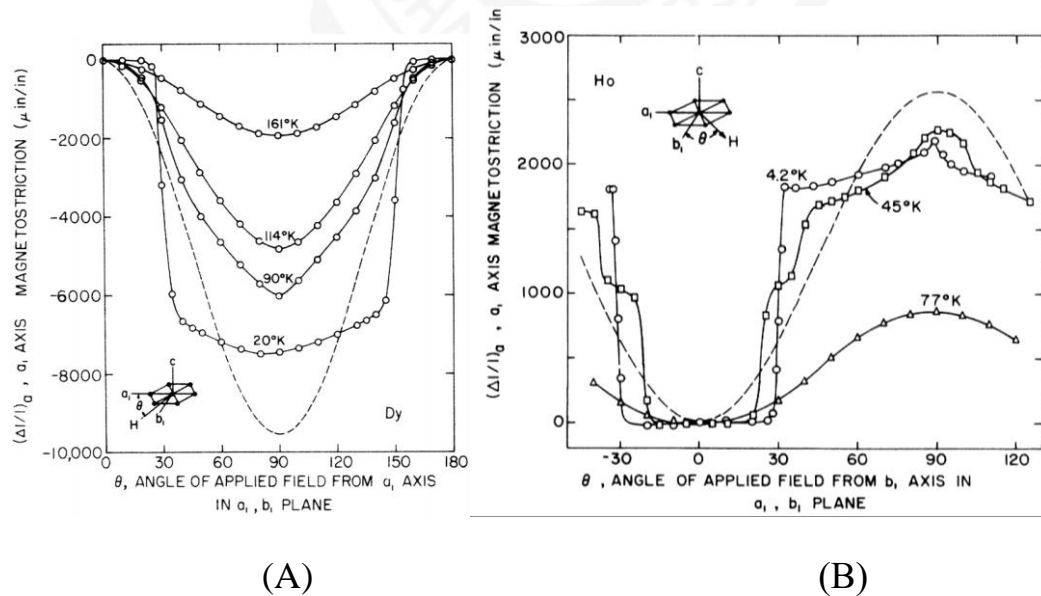 0
-2000
-4000
-6000
-8000
-10,000
(Δl/l)a , a₁ AXIS MAGNETOSTRICTION (μin/in)
161°K
114°K
90°K
20°K
c
a₁
θ
H
b₁
Dy
0 30 60 90 120 150 180
θ, ANGLE OF APPLIED FIELD FROM a₁ AXIS
IN a₁, b₁ PLANE
(A)
3000
2000
1000
0
(Δl/l)a , a₁ AXIS MAGNETOSTRICTION (μin/in)
Ho
c
a₁
b₁
θ
H
4.2°K
45°K
77°K
-30 0 30 60 90 120
θ , ANGLE OF APPLIED FIELD FROM b₁ AXIS IN
a₁ , b₁ PLANE
(B)